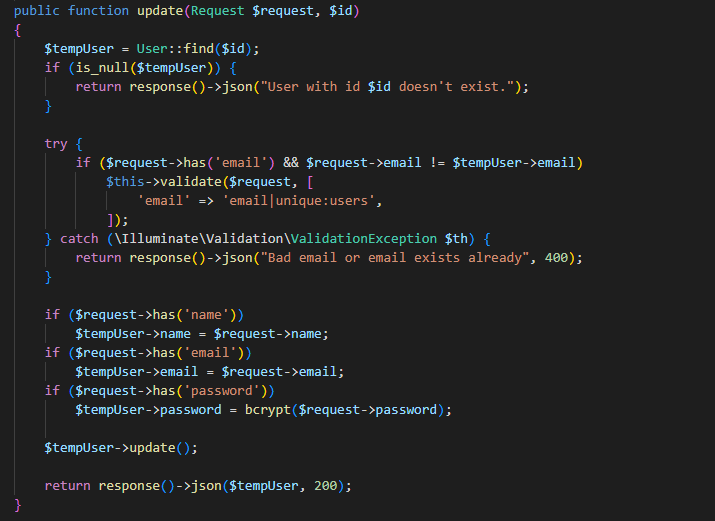 public function update(Request $request, $id)
{
    $tempUser = User::find($id);
    if (is_null($tempUser)) {
        return response()->json("User with id $id doesn't exist.");
    }

    try {
        if ($request->has('email') && $request->email != $tempUser->email)
            $this->validate($request, [
                'email' => 'email|unique:users',
            ]);
    } catch (\Illuminate\Validation\ValidationException $th) {
        return response()->json("Bad email or email exists already", 400);
    }

    if ($request->has('name'))
        $tempUser->name = $request->name;
    if ($request->has('email'))
        $tempUser->email = $request->email;
    if ($request->has('password'))
        $tempUser->password = bcrypt($request->password);

    $tempUser->update();

    return response()->json($tempUser, 200);
}